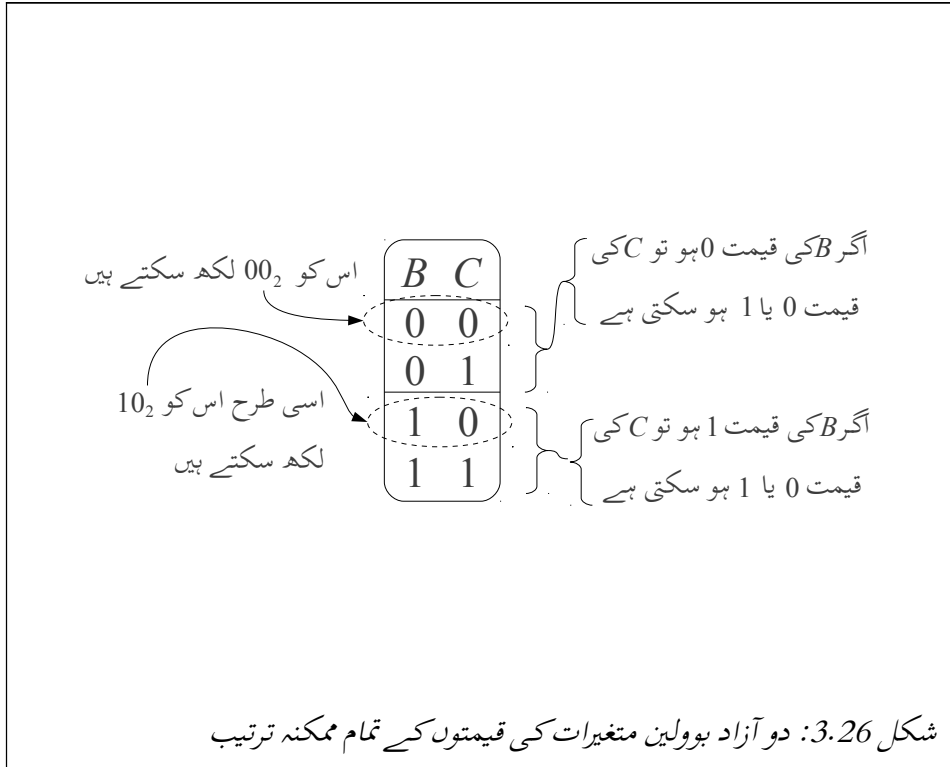 اگر B کی قیمت 0 ہو تو C کی
قیمت 0 یا 1 ہو سکتی ہے
اگر B کی قیمت 1 ہو تو C کی
قیمت 0 یا 1 ہو سکتی ہے
B C
0 0
0 1
1 0
1 1
اس کو 00₂ لکھ سکتے ہیں
اسی طرح اس کو 10₂
لکھ سکتے ہیں
شکل 3.26: دو آزاد بوولین متغیرات کی قیمتوں کے تمام ممکنہ ترتیب